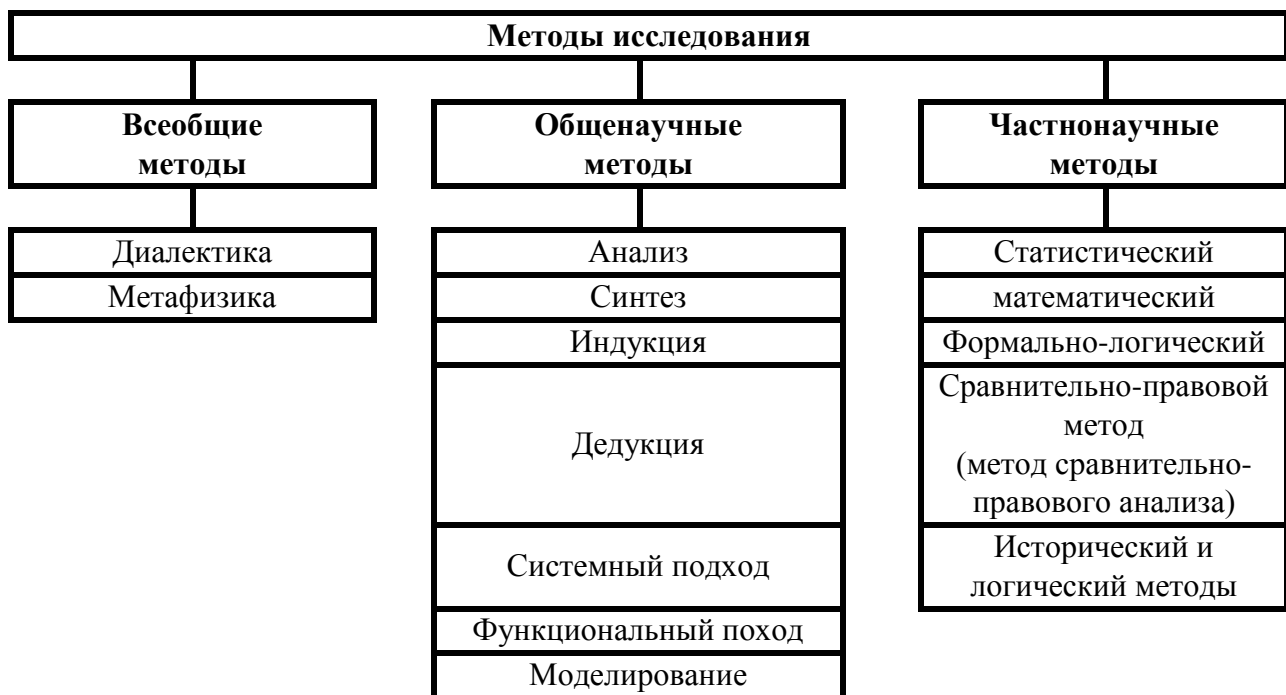 Методы исследования
Всеобщие
методы
Общенаучные
методы
Частнонаучные
методы
Диалектика
Метафизика
Анализ
Синтез
Индукция
Дедукция
Системный подход
Функциональный поход
Моделирование
Статистический
математический
Формально-логический
Сравнительно-правовой
метод
(метод сравнительно-
правового анализа)
Исторический и
логический методы